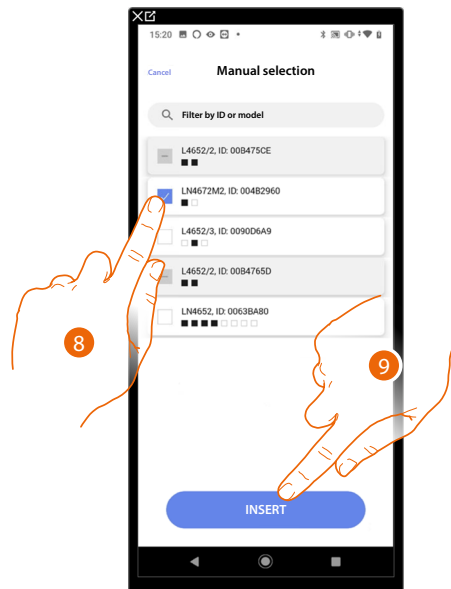 15:20
Cancel
Manual selection
Filter by ID or model
L4652/2, ID: 00B475CE
LN4672M2, ID: 004B2960
L4652/3, ID: 0090D6A9
L4652/2, ID: 00B4765D
LN4652, ID: 0063BA80
8
9
INSERT